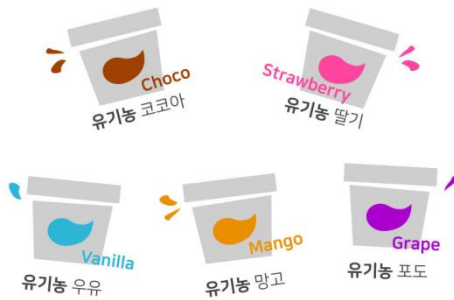 Choco
유기농 코코아
Strawberry
유기농 딸기
Vanilla
유기농 우유
Mango
유기농 망고
Grape
유기농 포도